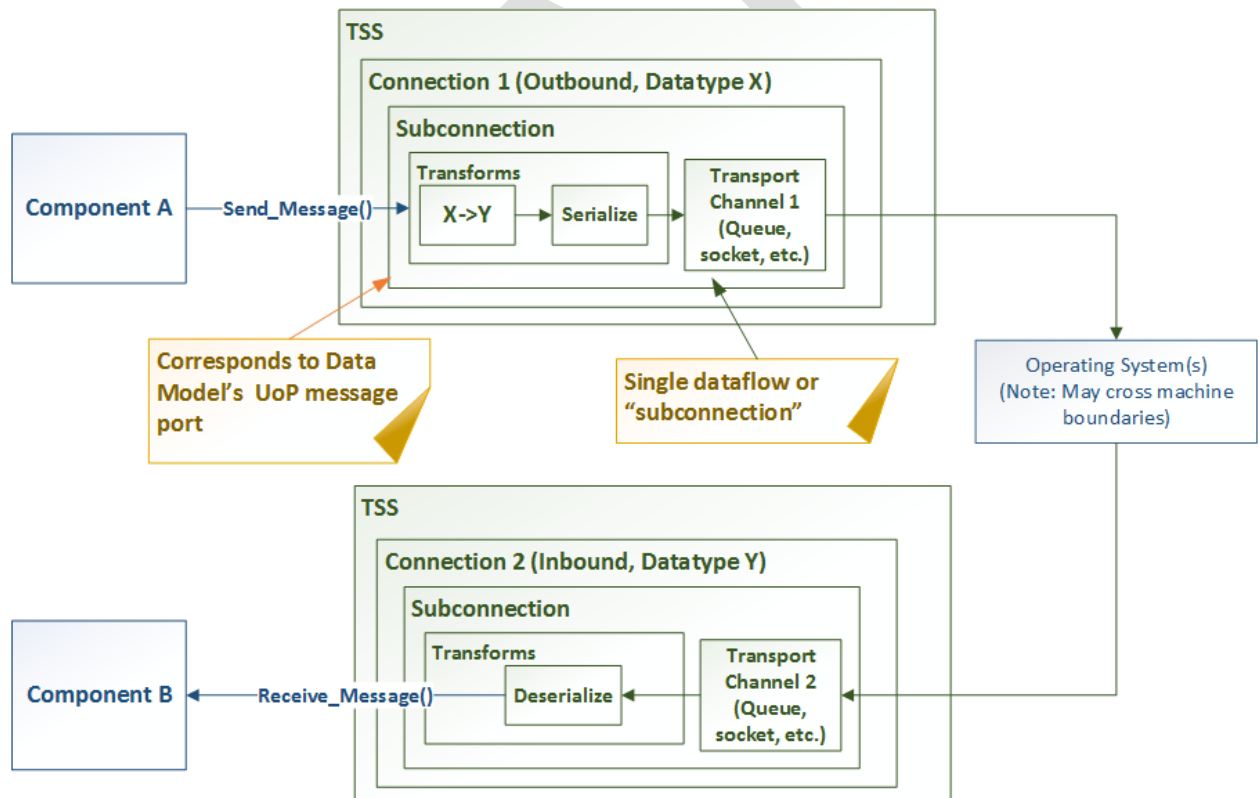 TSS
Connection 1 (Outbound, Datatype X)
Subconnection
Transforms
X->Y
Serialize
Transport
Channel 1
(Queue,
socket, etc.)
Component A
Send_Message()
Corresponds to Data
Model's  UoP message
port
Single dataflow or
"subconnection"
Operating System(s)
(Note: May cross machine
boundaries)
TSS
Connection 2 (Inbound, Datatype Y)
Subconnection
Transforms
Deserialize
Transport
Channel 2
(Queue,
socket, etc.)
Component B
Receive_Message()